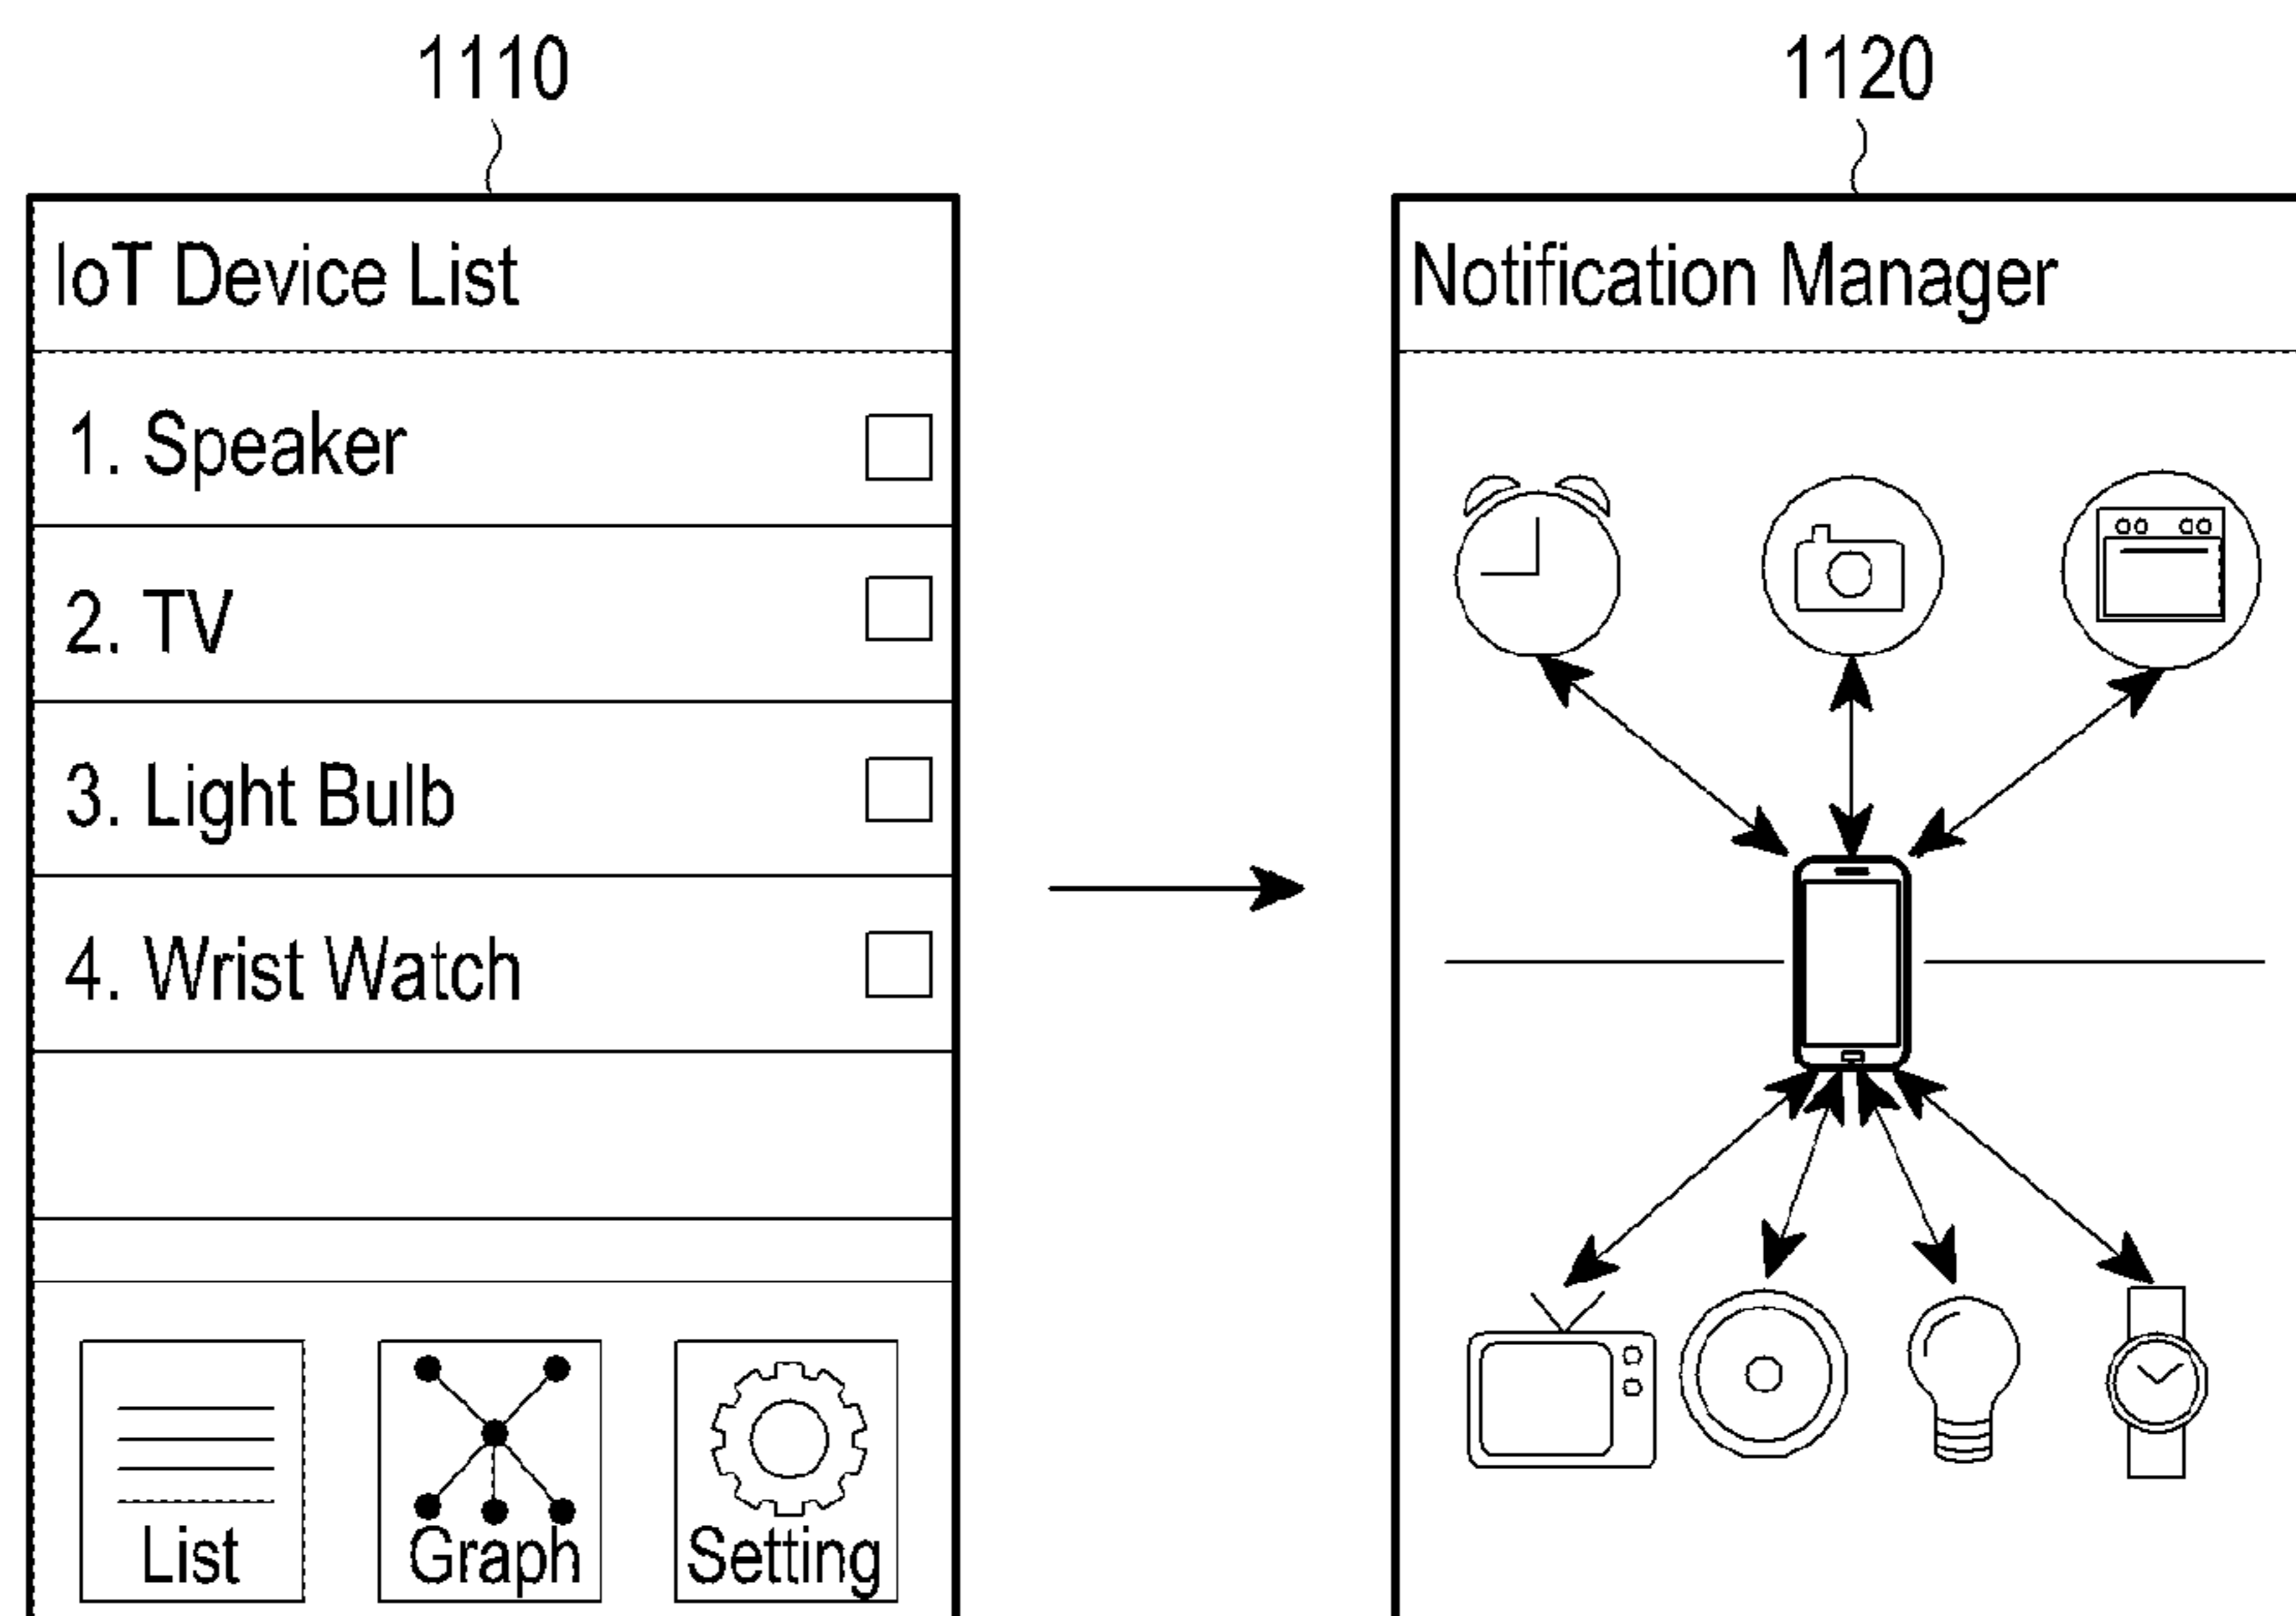 1110
1120
IoT Device List
1. Speaker
2. TV
3. Light Bulb
4. Wrist Watch
List
Graph
Setting
Notification Manager